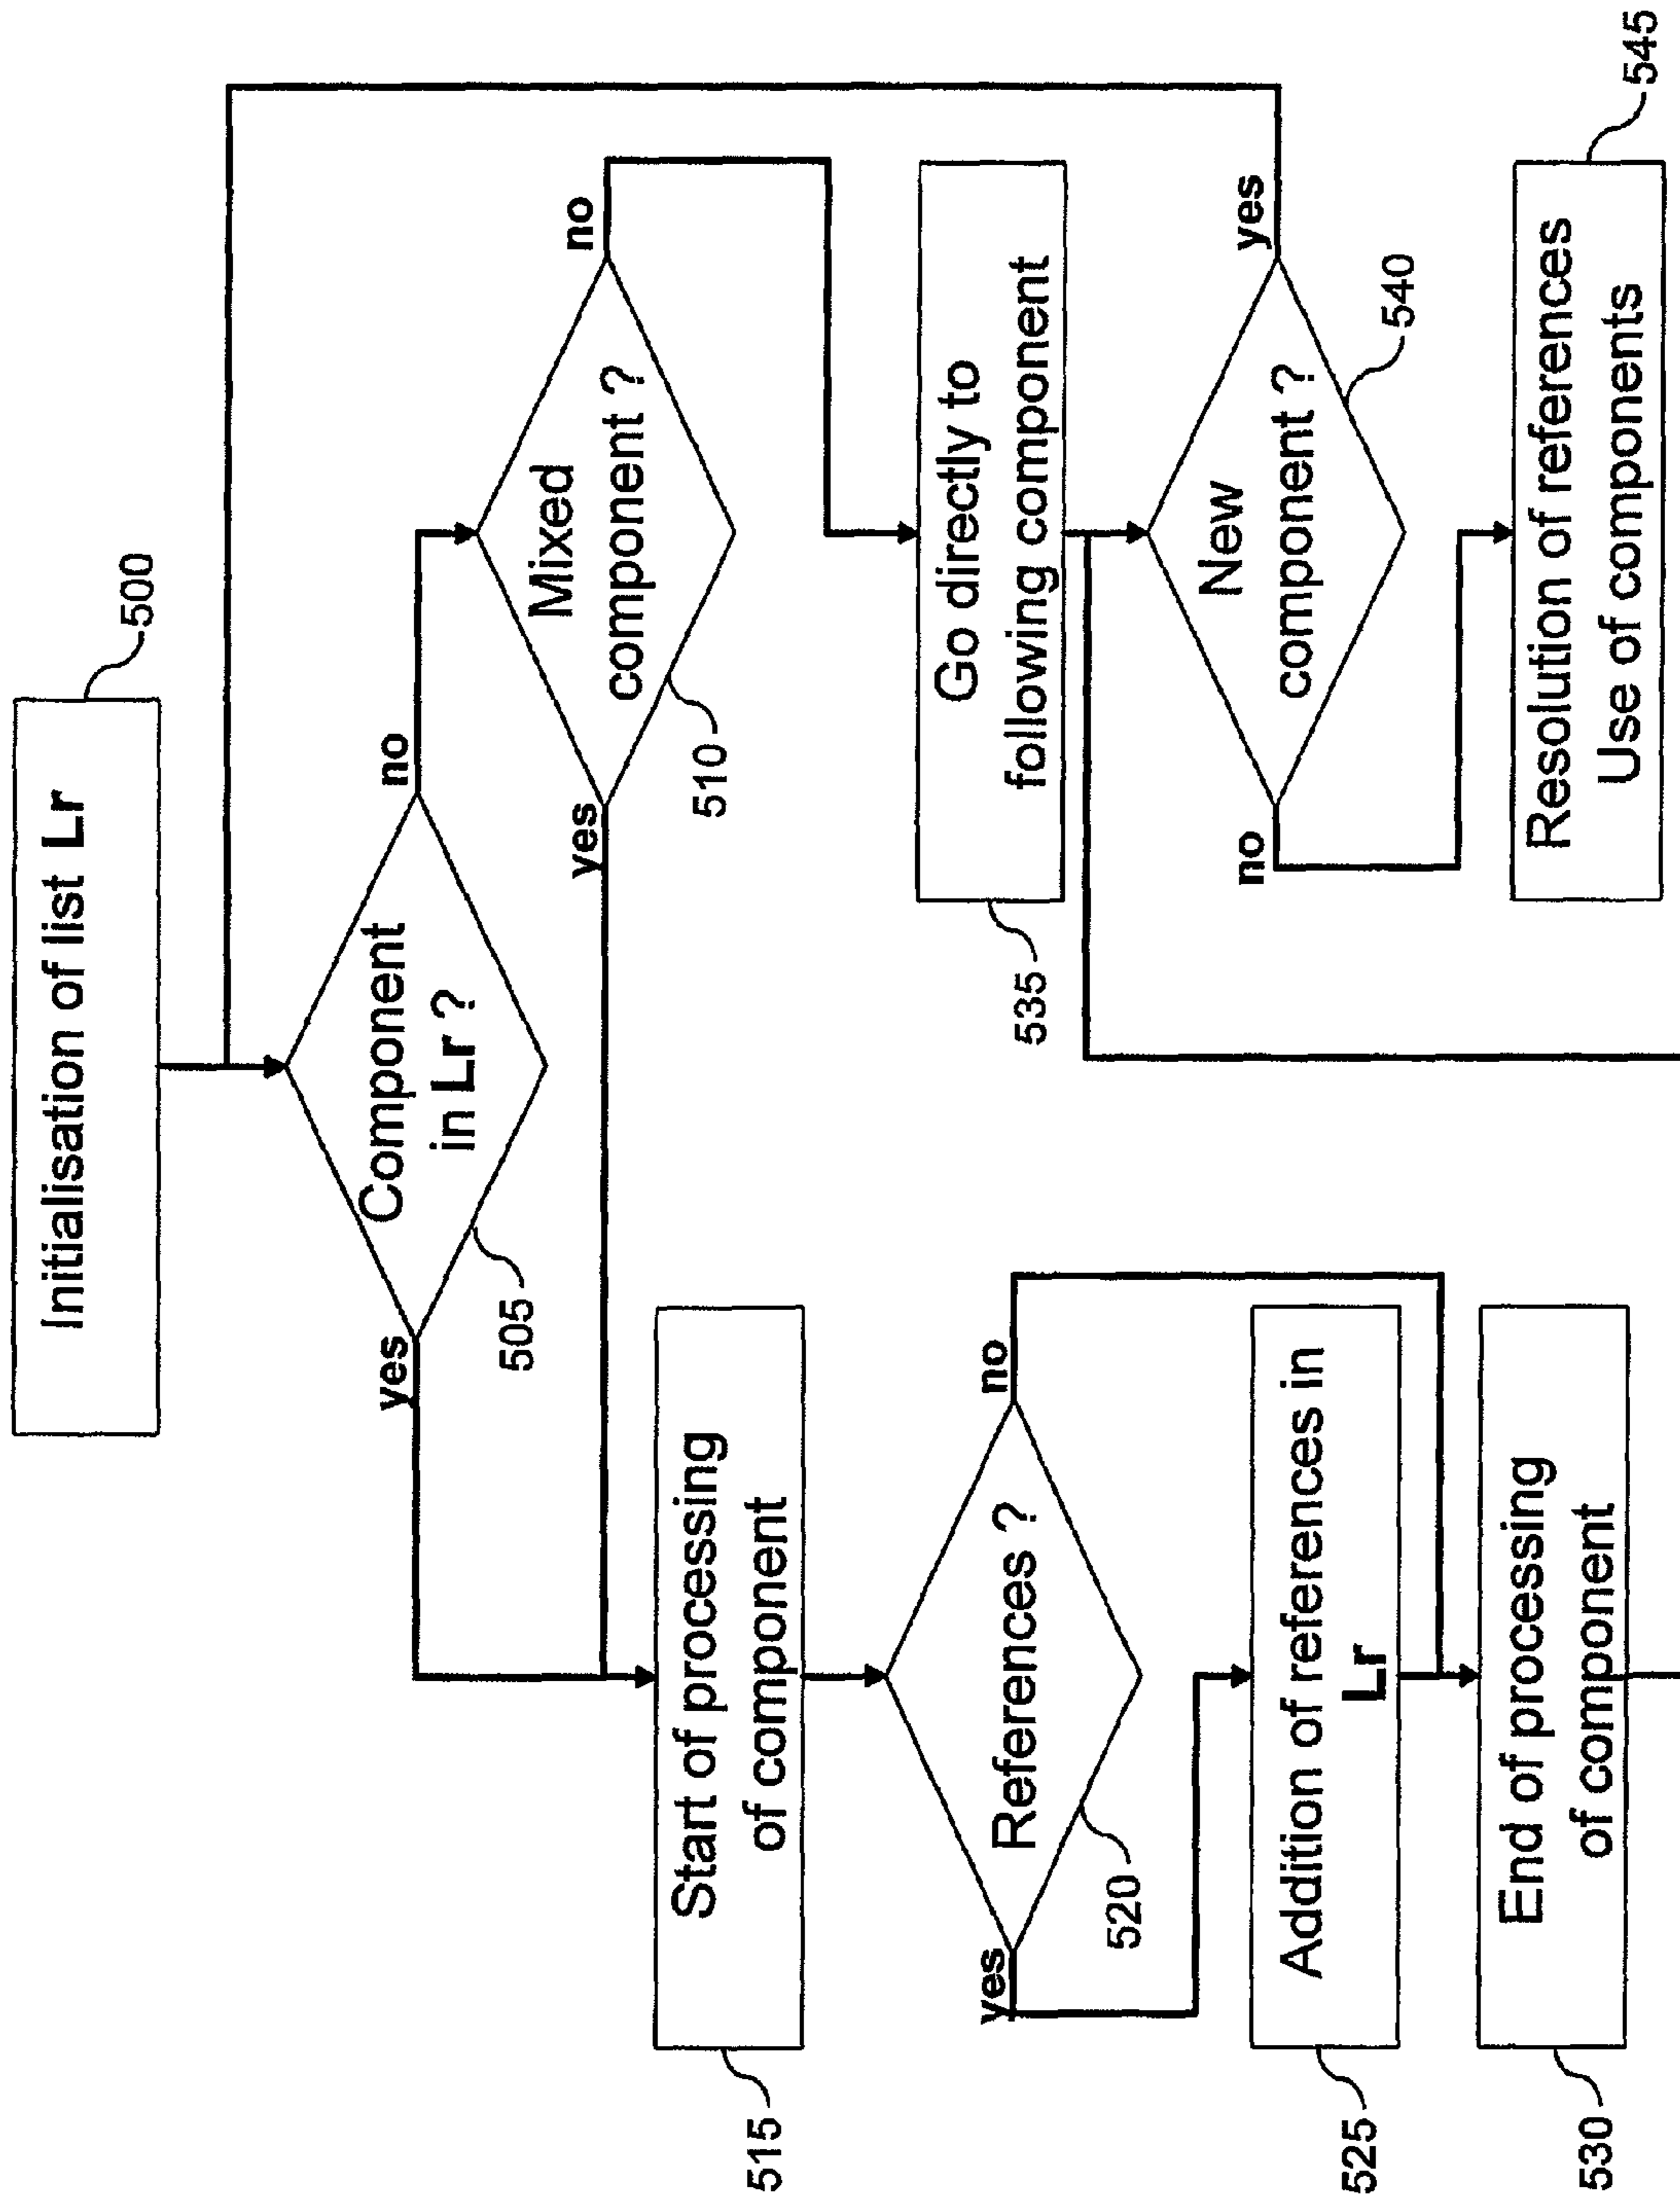 Initialisation of list Lr
500
Component
in Lr ?
yes
no
505
Mixed
component ?
yes
no
510
Start of processing
of component
515
References ?
yes
no
520
Addition of references in
Lr
525
End of processing
of component
530
Go directly to
following component
535
New
component ?
no
yes
540
Resolution of references
Use of components
545